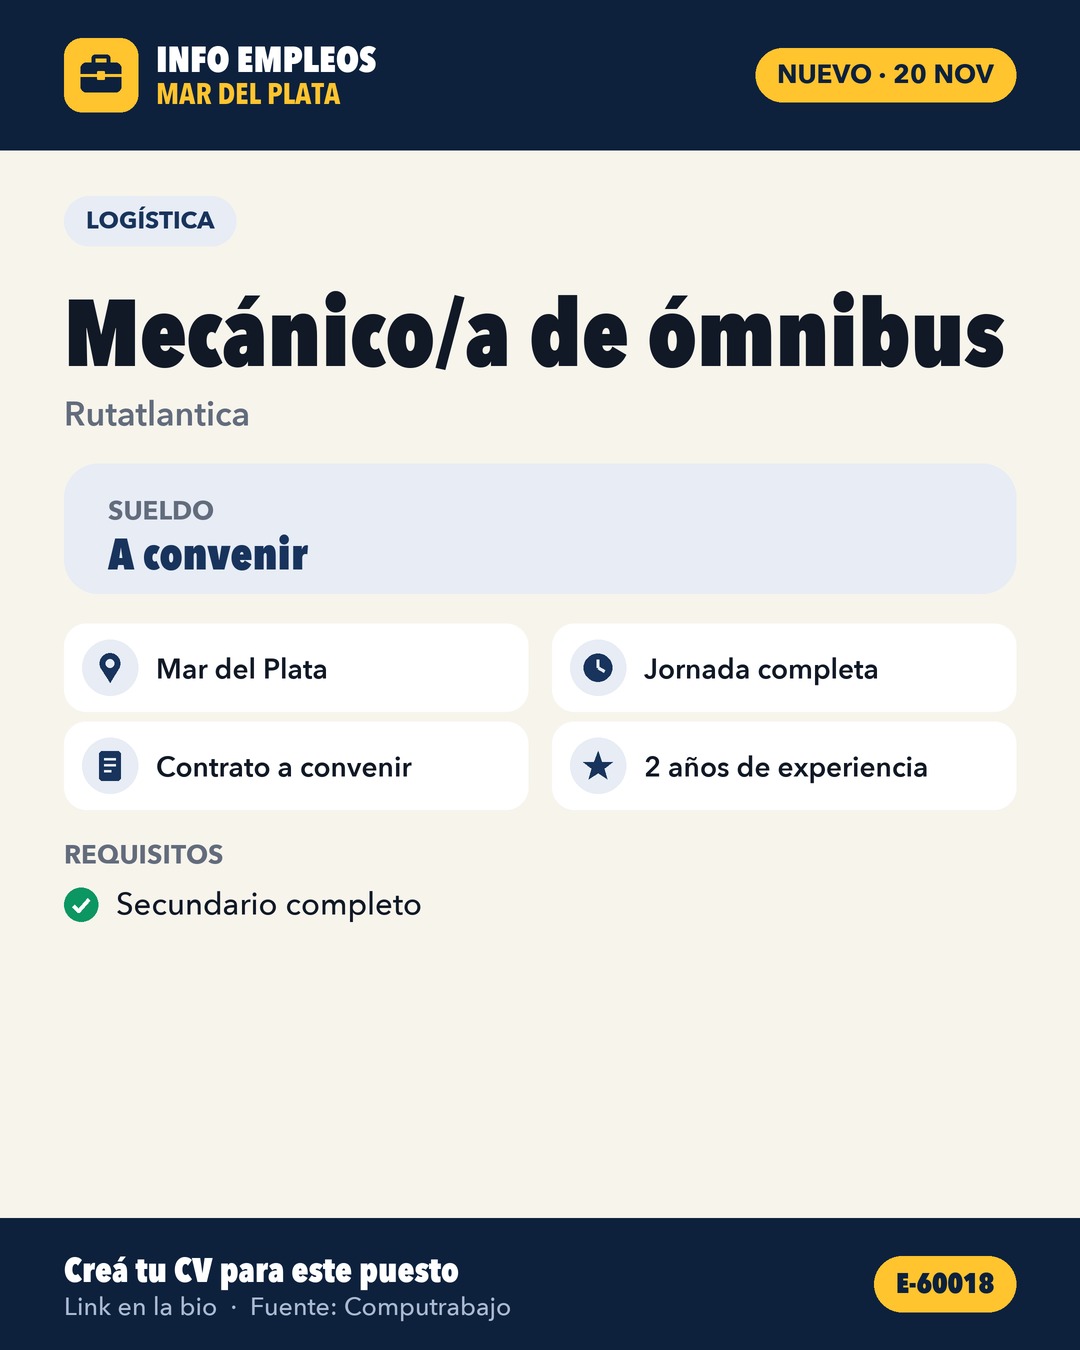 INFO EMPLEOS
MAR DEL PLATA
NUEVO · 20 NOV
LOGÍSTICA
Mecánico/a de ómnibus
Rutatlantica
SUELDO
A convenir
Mar del Plata
Jornada completa
Contrato a convenir
2 años de experiencia
REQUISITOS
Secundario completo
Creá tu CV para este puesto
Link en la bio · Fuente: Computrabajo
E-60018